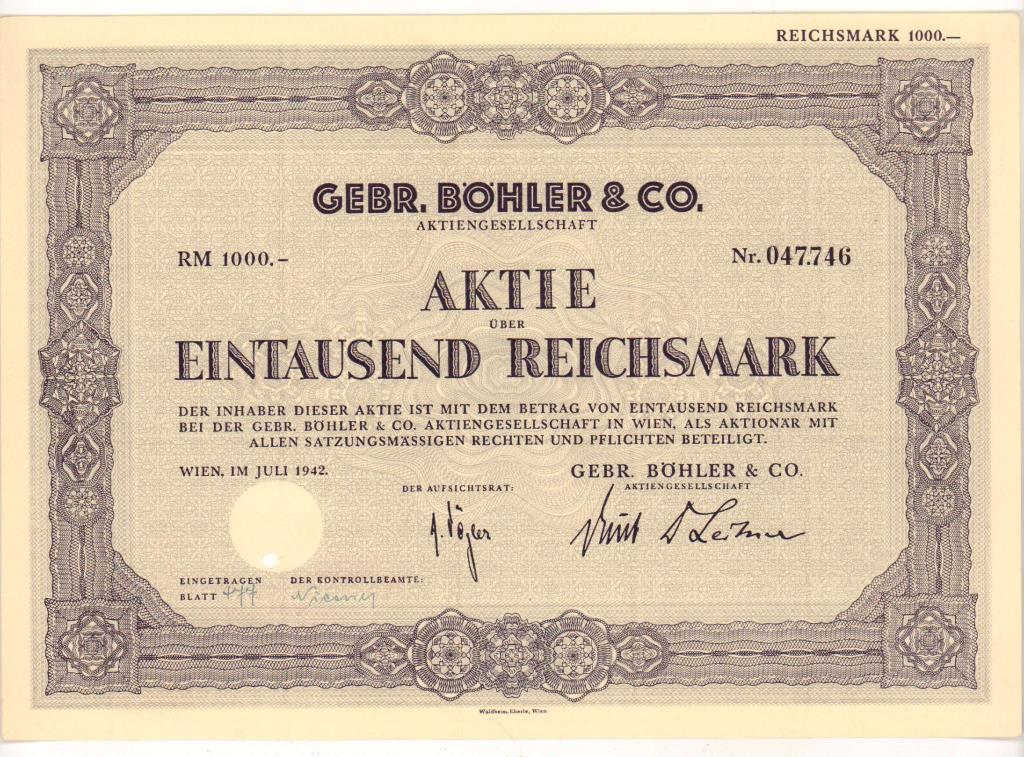 REICHSMARK 1000.—
GEBR. BÖHLER & CO.
AKTIENGESELLSCHAFT
RM 1000.–
Nr. 047.746
AKTIE
ÜBER
EINTAUSEND REICHSMARK
DER INHABER DIESER AKTIE IST MIT DEM BETRAG VON EINTAUSEND REICHSMARK
BEI DER GEBR. BÖHLER & CO. AKTIENGESELLSCHAFT IN WIEN, ALS AKTIONÄR MIT
ALLEN SATZUNGSMÄSSIGEN RECHTEN UND PFLICHTEN BETEILIGT.
WIEN, IM JULI 1942.
GEBR. BÖHLER & CO.
AKTIENGESELLSCHAFT
DER AUFSICHTSRAT:
EINGETRAGEN
DER KONTROLLBEAMTE:
BLATT
Waldheim-Eberle, Wien